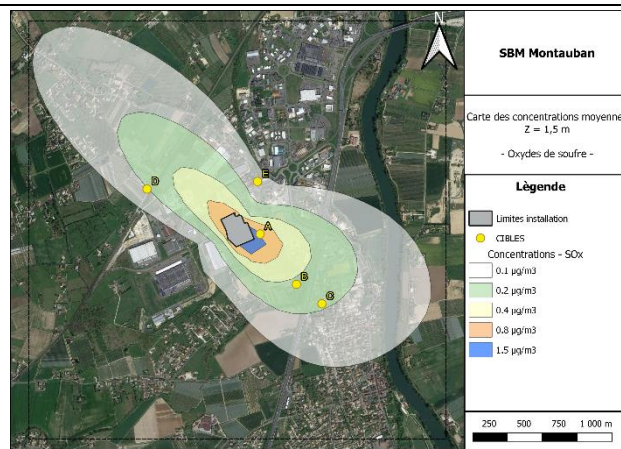 N
SBM Montauban
Carte des concentrations moyenne
Z = 1,5 m
- Oxydes de soufre -
Lègende
Limites installation
CIBLES
Concentrations - SOx
0.1 µg/m3
0.2 µg/m3
0.4 µg/m3
0.8 µg/m3
1.5 µg/m3
250 500 750 1 000 m
E
D
A
B
C